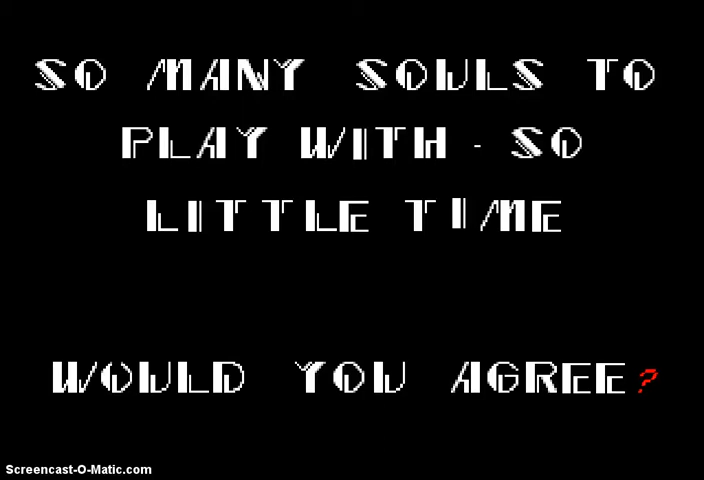 SO MANY SOULS TO
PLAY WITH - SO
LITTLE TIME
WOULD YOU AGREE?
Screencast-O-Matic.com